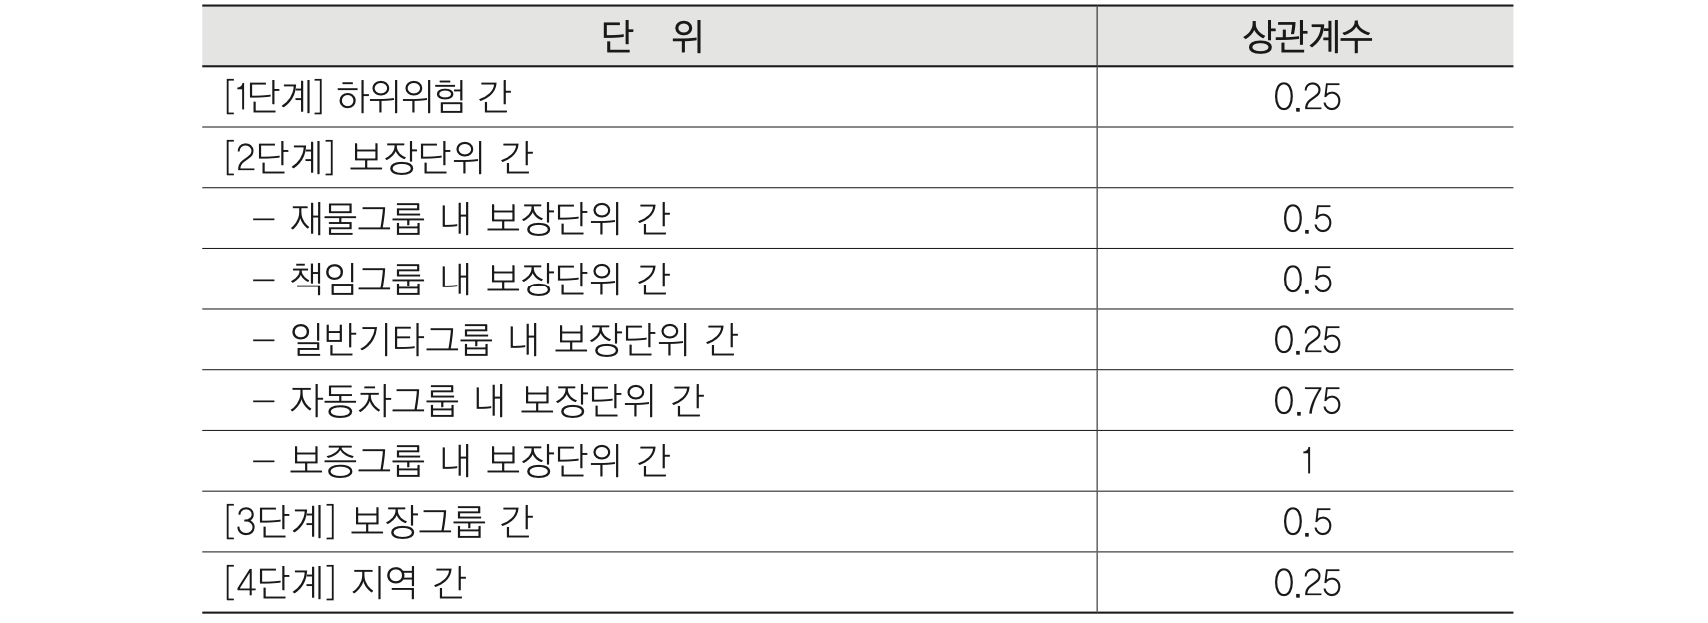 단 위 상관계수
[1단계] 하위위험 간 0.25
[2단계] 보장단위 간
- 재물그룹 내 보장단위 간 0.5
- 책임그룹 내 보장단위 간 0.5
- 일반기타그룹 내 보장단위 간 0.25
- 자동차그룹 내 보장단위 간 0.75
- 보증그룹 내 보장단위 간 1
[3단계] 보장그룹 간 0.5
[4단계] 지역 간 0.25